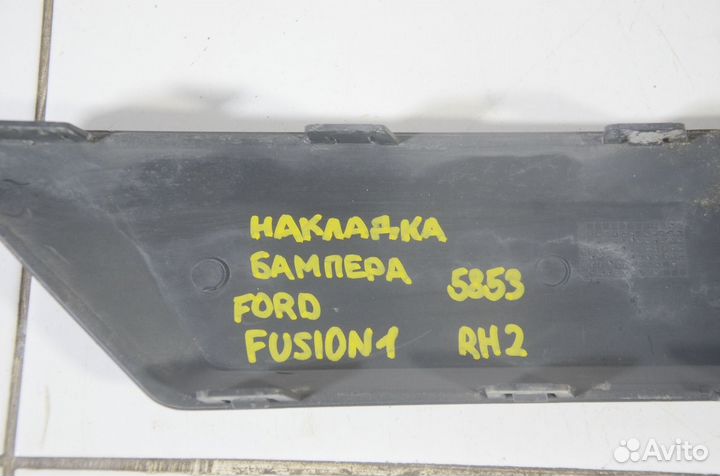 НАКЛАДКА
БАМПЕРА 5853
FORD
FUSION1 RH2
Avito